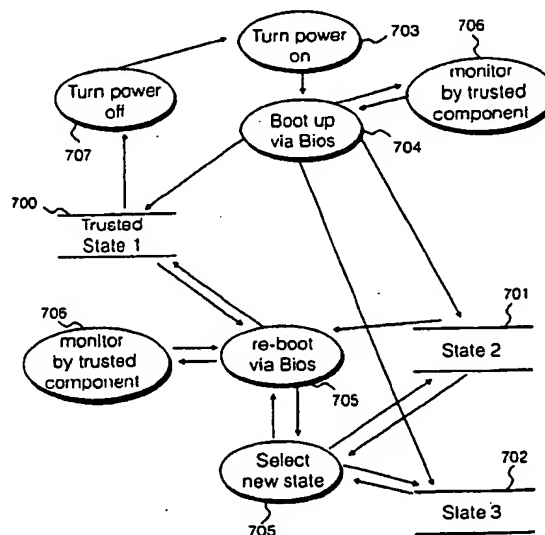 Turn power
on
703
706
monitor
by trusted
component
Turn power
off
707
Boot up
via Bios
704
700
Trusted
State 1
701
State 2
706
monitor
by trusted
component
re-boot
via Bios
705
Select
new state
705
702
State 3